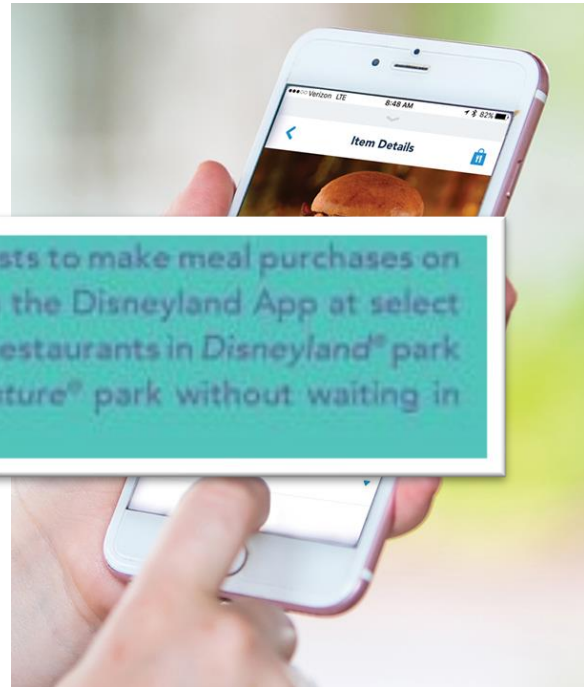 Verizon LTE
8:48 AM
82%
Item Details
sts to make meal purchases on
the Disneyland App at select
estaurants in Disneyland® park
ture® park without waiting in